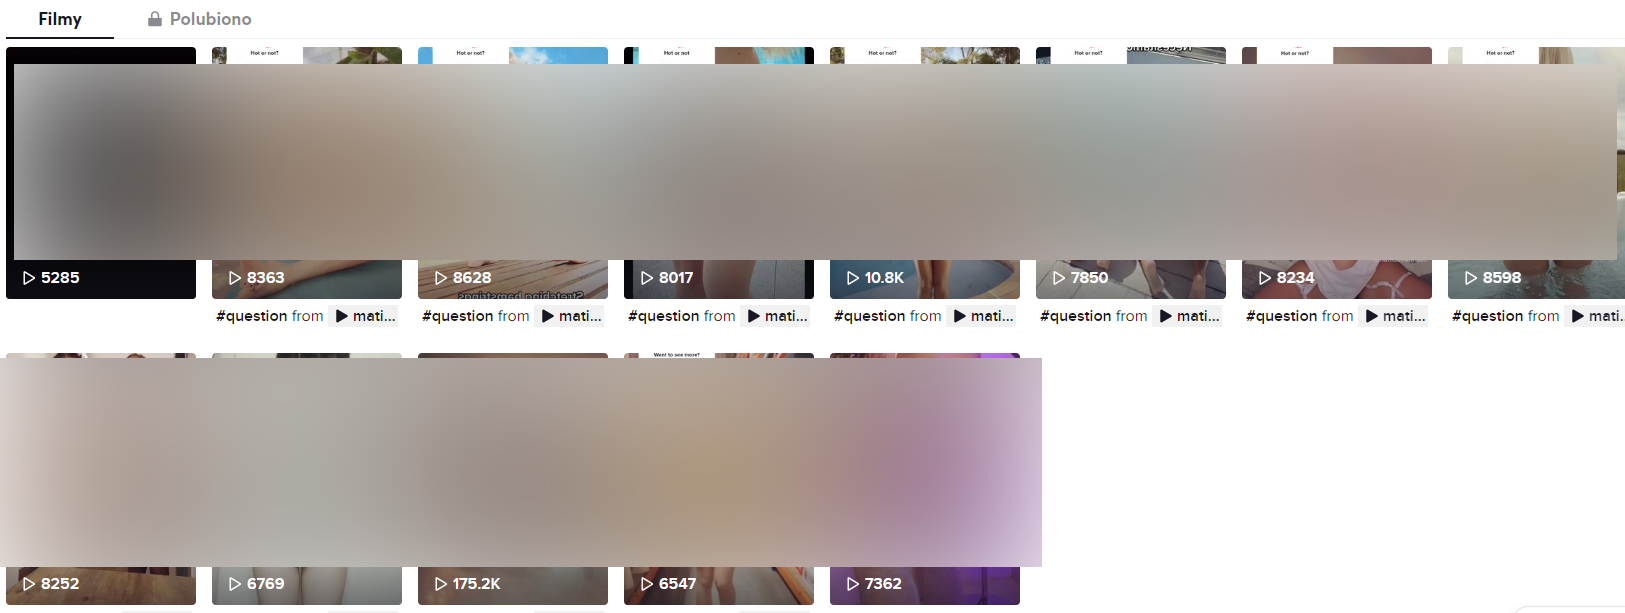 Filmy
Polubiono
Hot or not?
Hot or not?
Hot or not
Hot or not?
Hot or not?
Hot or not?
Hot or not?
5285
8363
8628
8017
10.8K
7850
8234
8598
Stretching hamstrings
#question from mati...
#question from mati...
#question from mati...
#question from mati...
#question from mati...
#question from mati...
#question from mati...
Want to see more?
8252
6769
175.2K
6547
7362